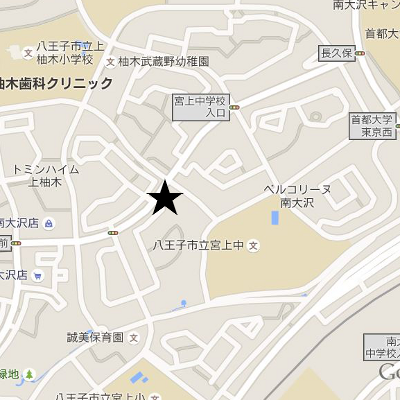 南大沢キャン
首都大
八王子市立上
柚木小学校
柚木武蔵野幼稚園
長久保
柚木歯科クリニック
宮上中学校
入口
首都大学
東京西
トミンハイム
上柚木
ベルコリーヌ
南大沢
南大沢店
前
八王子市立宮上中
大沢店
誠美保育園
南大
中学校入
緑地
八王子市立宮上小
Go